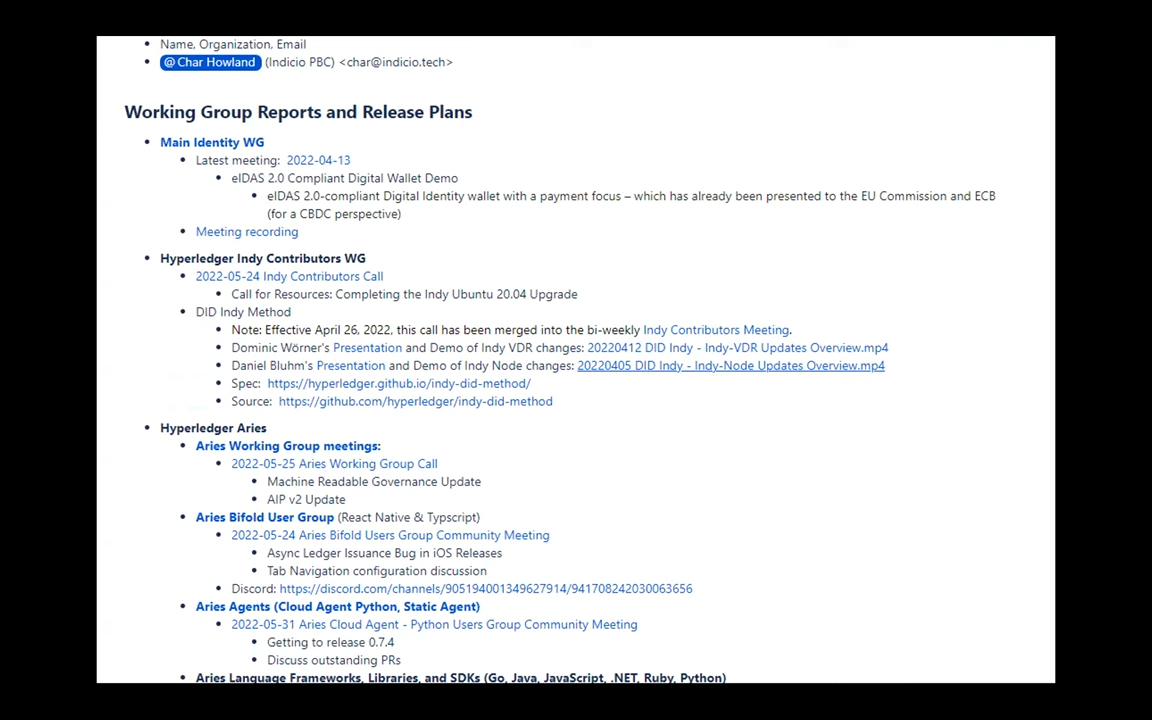 Name, Organization, Email
@ Char Howland (Indicio PBC) <char@indicio.tech>
Working Group Reports and Release Plans
Main Identity WG
Latest meeting: 2022-04-13
eIDAS 2.0 Compliant Digital Wallet Demo
eIDAS 2.0-compliant Digital Identity wallet with a payment focus – which has already been presented to the EU Commission and ECB
(for a CBDC perspective)
Meeting recording
Hyperledger Indy Contributors WG
2022-05-24 Indy Contributors Call
Call for Resources: Completing the Indy Ubuntu 20.04 Upgrade
DID Indy Method
Note: Effective April 26, 2022, this call has been merged into the bi-weekly Indy Contributors Meeting.
Dominic Wörner's Presentation and Demo of Indy VDR changes: 20220412 DID Indy - Indy-VDR Updates Overview.mp4
Daniel Bluhm's Presentation and Demo of Indy Node changes: 20220405 DID Indy - Indy-Node Updates Overview.mp4
Spec: https://hyperledger.github.io/indy-did-method/
Source: https://github.com/hyperledger/indy-did-method
Hyperledger Aries
Aries Working Group meetings:
2022-05-25 Aries Working Group Call
Machine Readable Governance Update
AIP v2 Update
Aries Bifold User Group (React Native & Typscript)
2022-05-24 Aries Bifold Users Group Community Meeting
Async Ledger Issuance Bug in iOS Releases
Tab Navigation configuration discussion
Discord: https://discord.com/channels/905194001349627914/941708242030063656
Aries Agents (Cloud Agent Python, Static Agent)
2022-05-31 Aries Cloud Agent - Python Users Group Community Meeting
Getting to release 0.7.4
Discuss outstanding PRs
Aries Language Frameworks, Libraries, and SDKs (Go, Java, JavaScript, .NET, Ruby, Python)